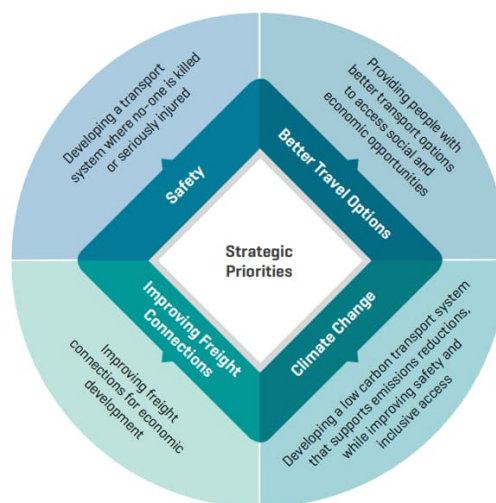 Developing a transport
system where no-one is killed
or seriously injured
Safety
Providing people with
better transport options
to access social and
economic opportunities
Better Travel Options
Strategic
Priorities
Improving Freight
Connections
Improving freight
connections for economic
development
Climate Change
Developing a low carbon transport system
that supports emissions reductions,
while improving safety and
inclusive access